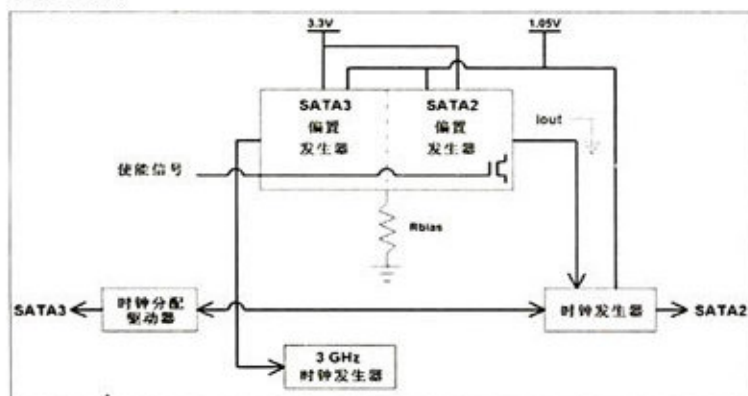 3.3V
1.05V
SATA3
偏置
发生器
SATA2
偏置
发生器
Iout
使能信号
Rbias
SATA3
时钟分配
驱动器
时钟发生器
SATA2
3 GHz
时钟发生器